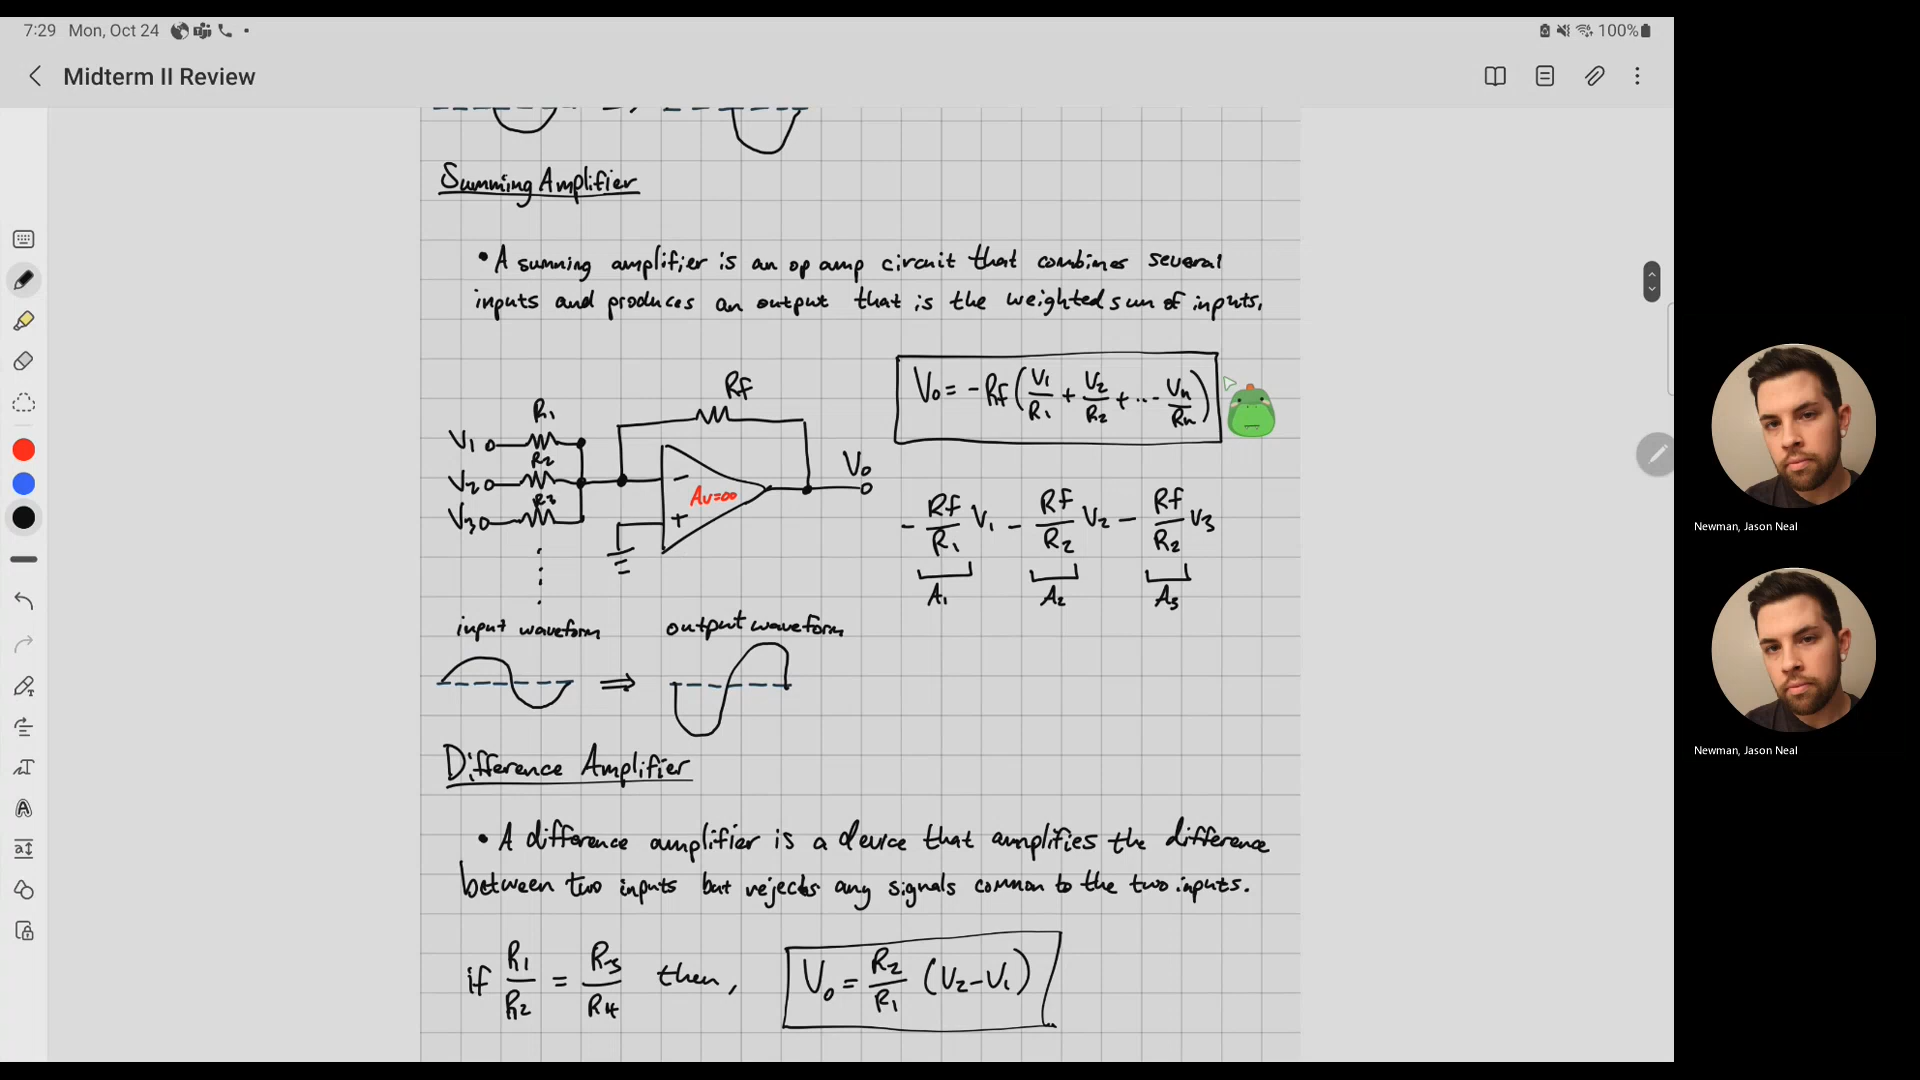 7:29 Mon, Oct 24
100%
Midterm II Review
Summing Amplifier
• A summing amplifier is an op amp circuit that combines several
inputs and produces an output that is the weighted sum of inputs.
Vo = -Rf(V1/R1 + V2/R2 + ... Vn/Rn)
Rf
R1
V1
R2
V2
R3
V3
-
Av=∞
+
Vo
- Rf/R1 V1 - Rf/R2 V2 - Rf/R2 V3
A1 A2 A3
input waveform output waveform
⇒
Difference Amplifier
• A difference amplifier is a device that amplifies the difference
between two inputs but rejects any signals common to the two inputs.
if R1/R2 = R3/R4 then, Vo = R2/R1 (V2-V1)
Newman, Jason Neal
Newman, Jason Neal